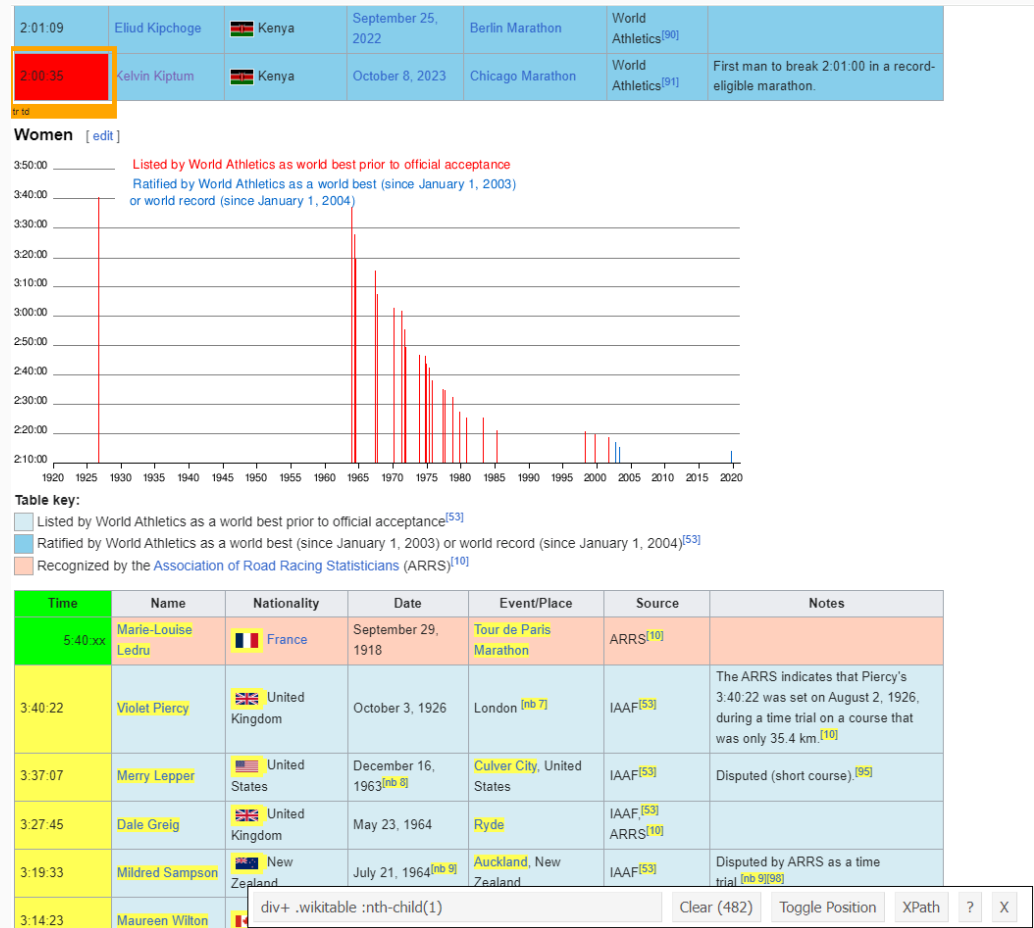 2:01:09 Eliud Kipchoge Kenya September 25, 2022 Berlin Marathon World Athletics[90]
2:00:35 Kelvin Kiptum Kenya October 8, 2023 Chicago Marathon World Athletics[91] First man to break 2:01:00 in a record-eligible marathon.
tr td
Women [ edit ]
Listed by World Athletics as world best prior to official acceptance
Ratified by World Athletics as a world best (since January 1, 2003)
or world record (since January 1, 2004)
3:50:00
3:40:00
3:30:00
3:20:00
3:10:00
3:00:00
2:50:00
2:40:00
2:30:00
2:20:00
2:10:00
1920 1925 1930 1935 1940 1945 1950 1955 1960 1965 1970 1975 1980 1985 1990 1995 2000 2005 2010 2015 2020
Table key:
Listed by World Athletics as a world best prior to official acceptance[53]
Ratified by World Athletics as a world best (since January 1, 2003) or world record (since January 1, 2004)[53]
Recognized by the Association of Road Racing Statisticians (ARRS)[10]
Time Name Nationality Date Event/Place Source Notes
5:40:xx Marie-Louise Ledru France September 29, 1918 Tour de Paris Marathon ARRS[10]
3:40:22 Violet Piercy United Kingdom October 3, 1926 London [nb 7] IAAF[53] The ARRS indicates that Piercy's 3:40:22 was set on August 2, 1926, during a time trial on a course that was only 35.4 km.[10]
3:37:07 Merry Lepper United States December 16, 1963[nb 8] Culver City, United States IAAF[53] Disputed (short course).[95]
3:27:45 Dale Greig United Kingdom May 23, 1964 Ryde IAAF,[53] ARRS[10]
3:19:33 Mildred Sampson New Zealand July 21, 1964[nb 9] Auckland, New Zealand IAAF[53] Disputed by ARRS as a time trial.[nb 9][98]
3:14:23 Maureen Wilton
div+ .wikitable :nth-child(1) Clear (482) Toggle Position XPath ? X